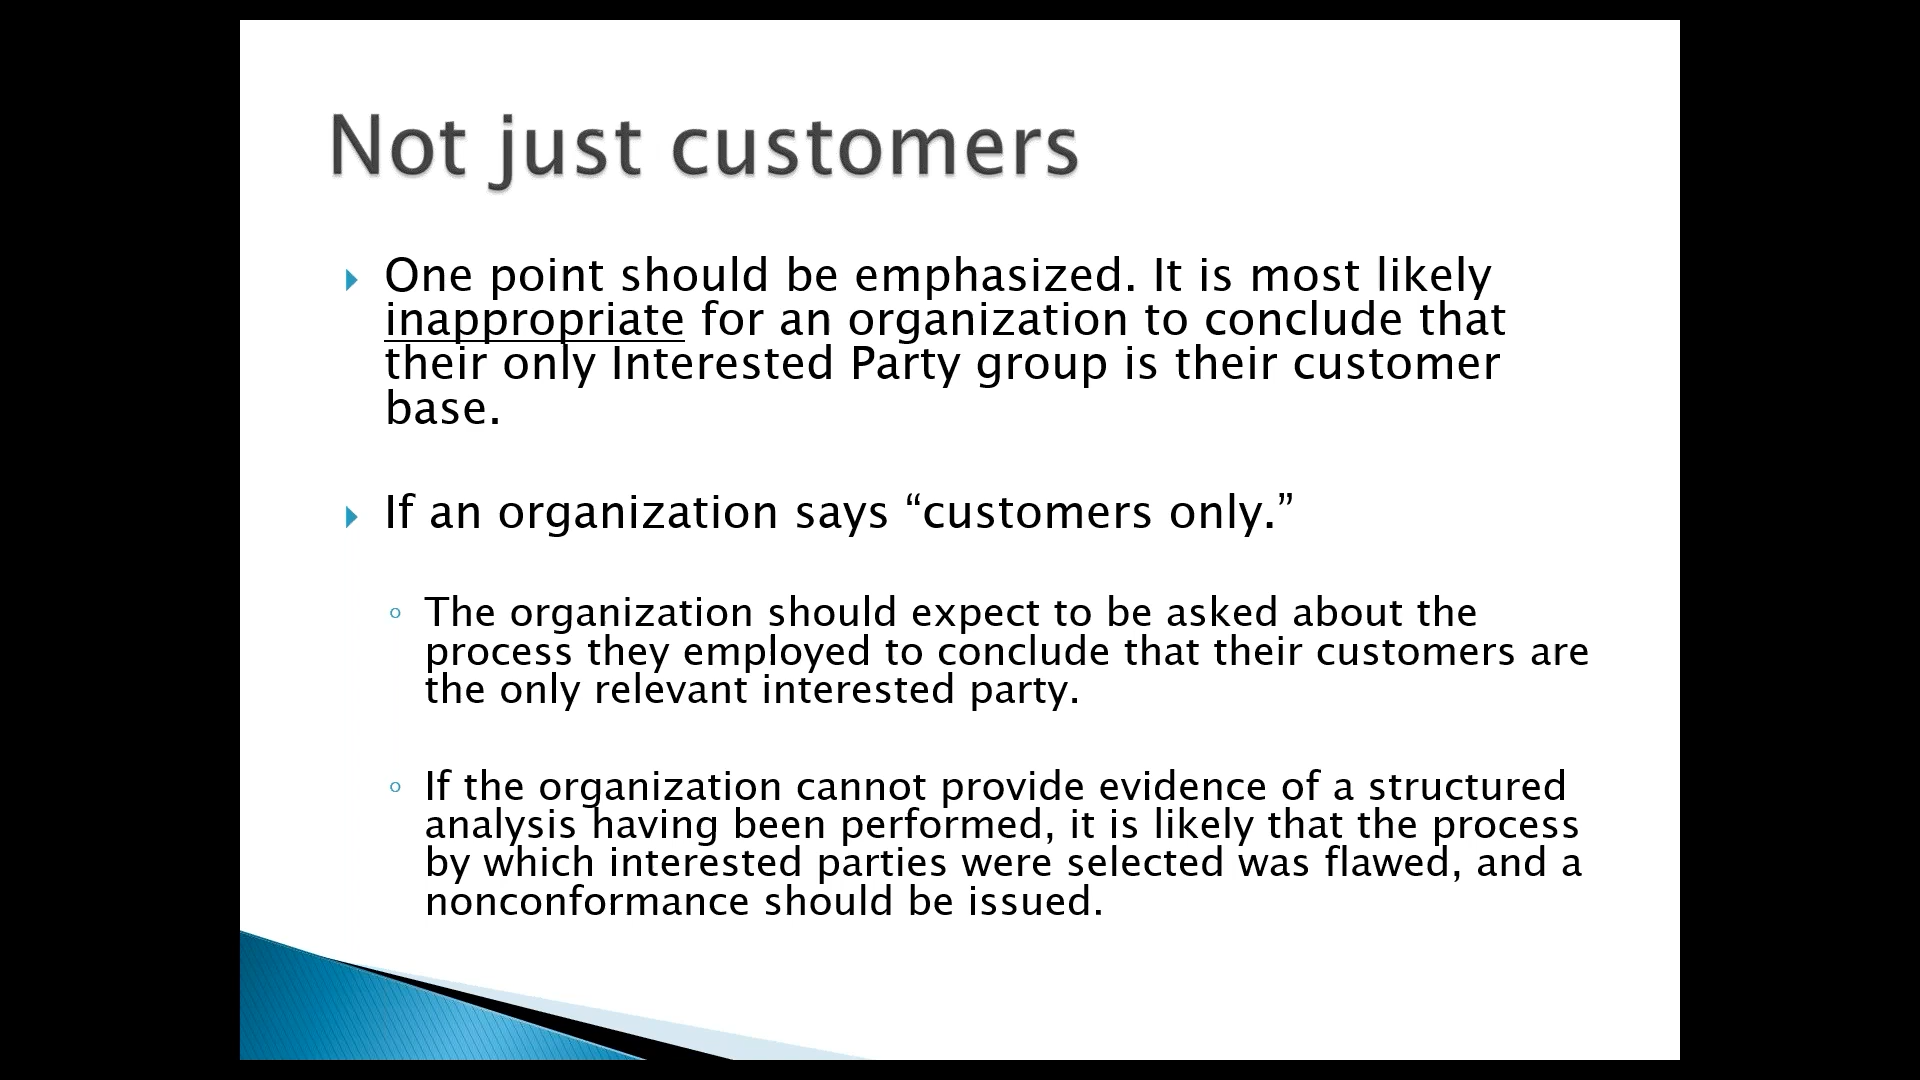 Not just customers
One point should be emphasized. It is most likely
inappropriate for an organization to conclude that
their only Interested Party group is their customer
base.
If an organization says “customers only.”
The organization should expect to be asked about the
process they employed to conclude that their customers are
the only relevant interested party.
If the organization cannot provide evidence of a structured
analysis having been performed, it is likely that the process
by which interested parties were selected was flawed, and a
nonconformance should be issued.